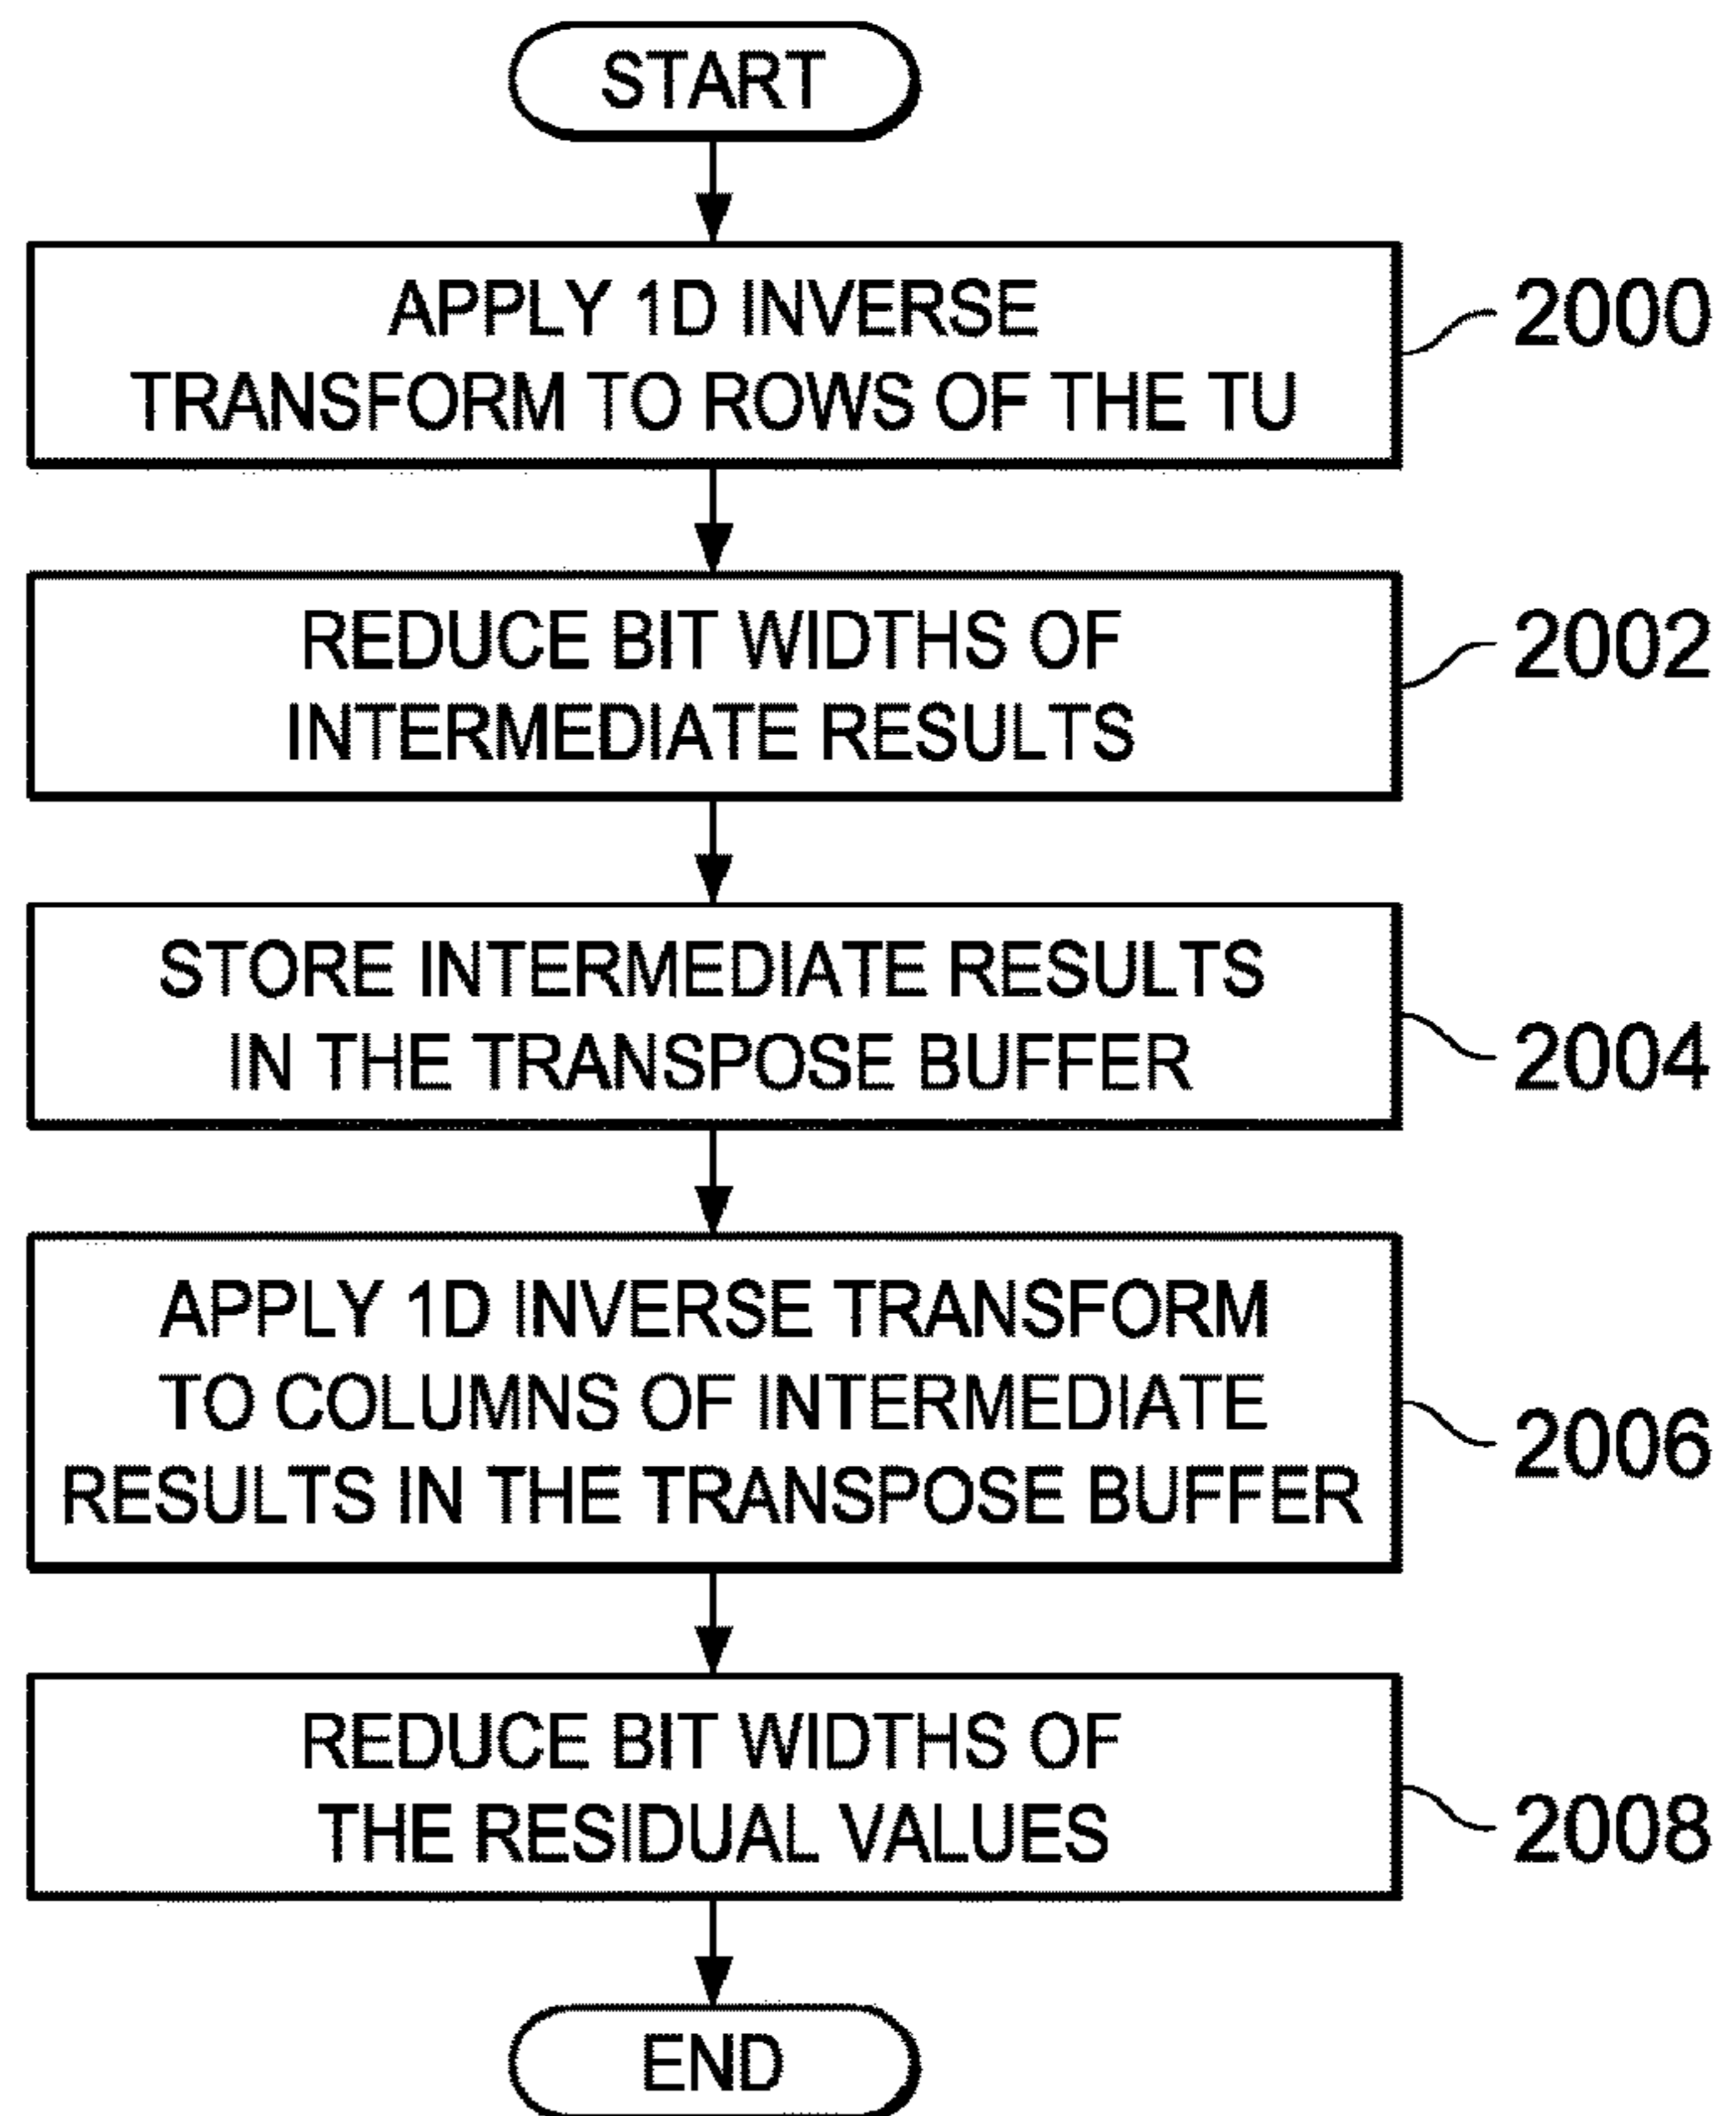 START
APPLY 1D INVERSE
TRANSFORM TO ROWS OF THE TU
2000
REDUCE BIT WIDTHS OF
INTERMEDIATE RESULTS
2002
STORE INTERMEDIATE RESULTS
IN THE TRANSPOSE BUFFER
2004
APPLY 1D INVERSE TRANSFORM
TO COLUMNS OF INTERMEDIATE
RESULTS IN THE TRANSPOSE BUFFER
2006
REDUCE BIT WIDTHS OF
THE RESIDUAL VALUES
2008
END